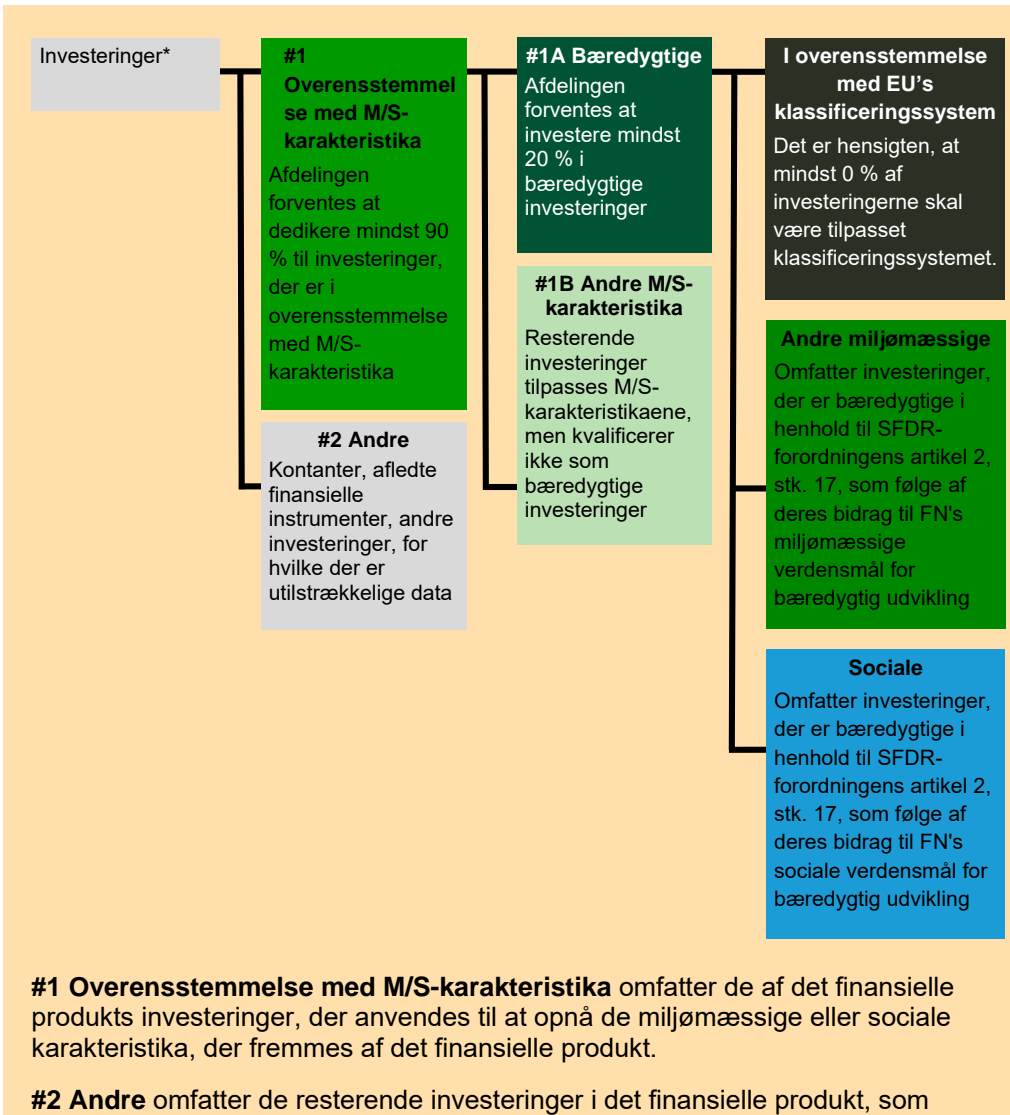 Investeringer*
#1
Overensstemmel
se med M/S-
karakteristika
Afdelingen
forventes at
dedikere mindst 90
% til investeringer,
der er i
overensstemmelse
med M/S-
karakteristika
#2 Andre
Kontanter, afledte
finansielle
instrumenter, andre
investeringer, for
hvilke der er
utilstrækkelige data
#1A Bæredygtige
Afdelingen
forventes at
investere mindst
20 % i
bæredygtige
investeringer
#1B Andre M/S-
karakteristika
Resterende
investeringer
tilpasses M/S-
karakteristikaene,
men kvalificerer
ikke som
bæredygtige
investeringer
I overensstemmelse
med EU’s
klassificeringssystem
Det er hensigten, at
mindst 0 % af
investeringerne skal
være tilpasset
klassificeringssystemet.
Andre miljømæssige
Omfatter investeringer,
der er bæredygtige i
henhold til SFDR-
forordningens artikel 2,
stk. 17, som følge af
deres bidrag til FN's
miljømæssige
verdensmål for
bæredygtig udvikling
Sociale
Omfatter investeringer,
der er bæredygtige i
henhold til SFDR-
forordningens artikel 2,
stk. 17, som følge af
deres bidrag til FN's
sociale verdensmål for
bæredygtig udvikling
#1 Overensstemmelse med M/S-karakteristika omfatter de af det finansielle
produkts investeringer, der anvendes til at opnå de miljømæssige eller sociale
karakteristika, der fremmes af det finansielle produkt.
#2 Andre omfatter de resterende investeringer i det finansielle produkt, som